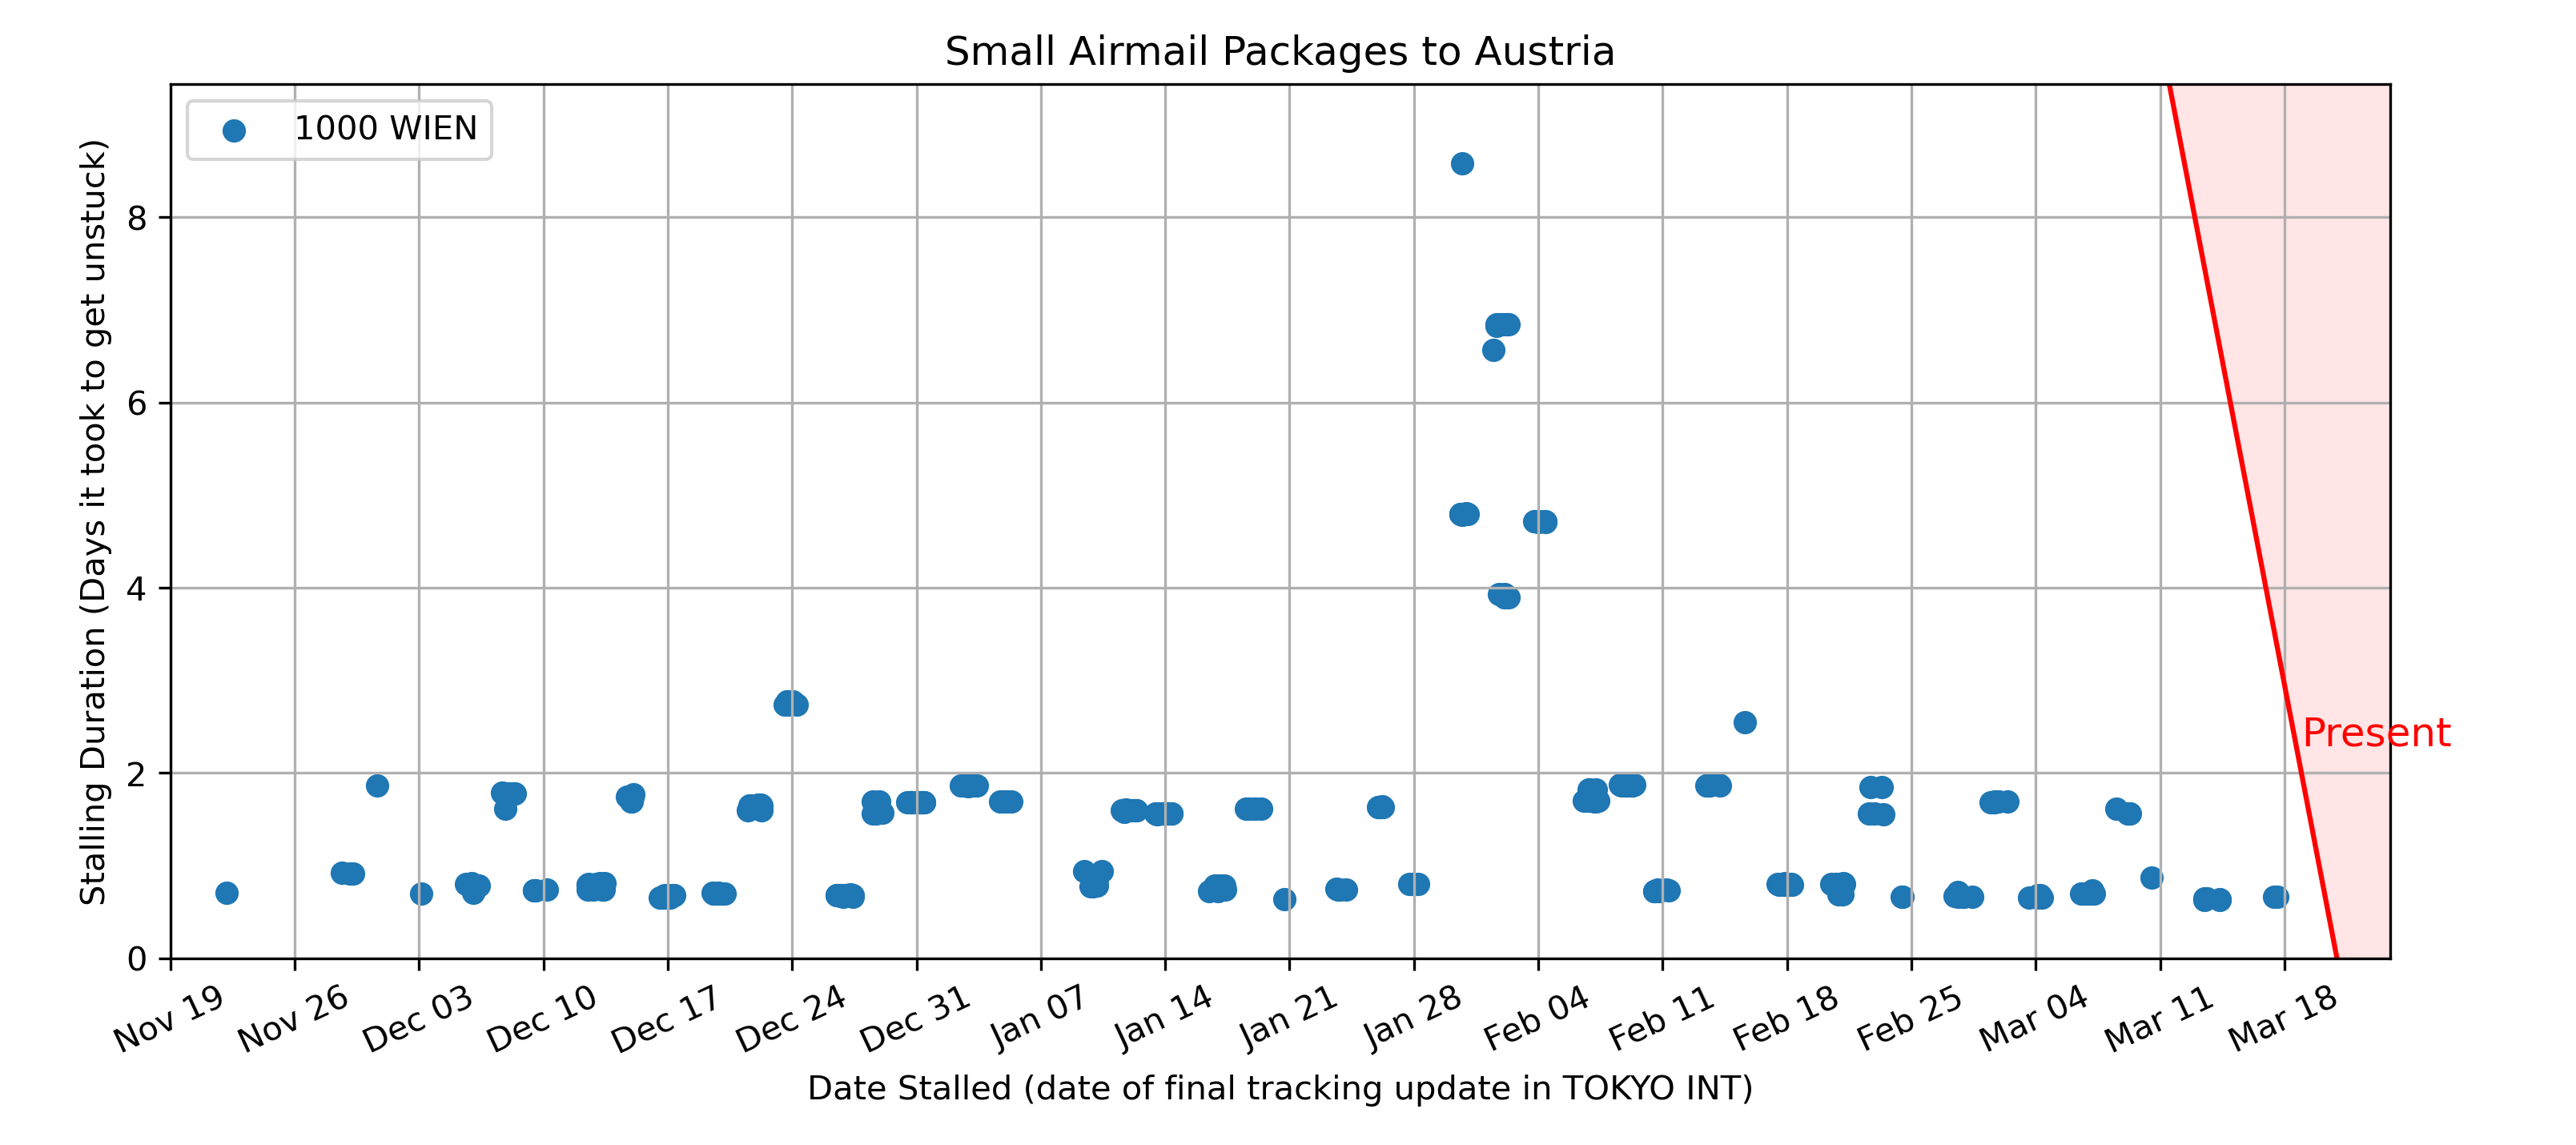 Small Airmail Packages to Austria
1000 WIEN
Stalling Duration (Days it took to get unstuck)
8
6
4
2
0
Present
Nov 19
Nov 26
Dec 03
Dec 10
Dec 17
Dec 24
Dec 31
Jan 07
Jan 14
Jan 21
Jan 28
Feb 04
Feb 11
Feb 18
Feb 25
Mar 04
Mar 11
Mar 18
Date Stalled (date of final tracking update in TOKYO INT)